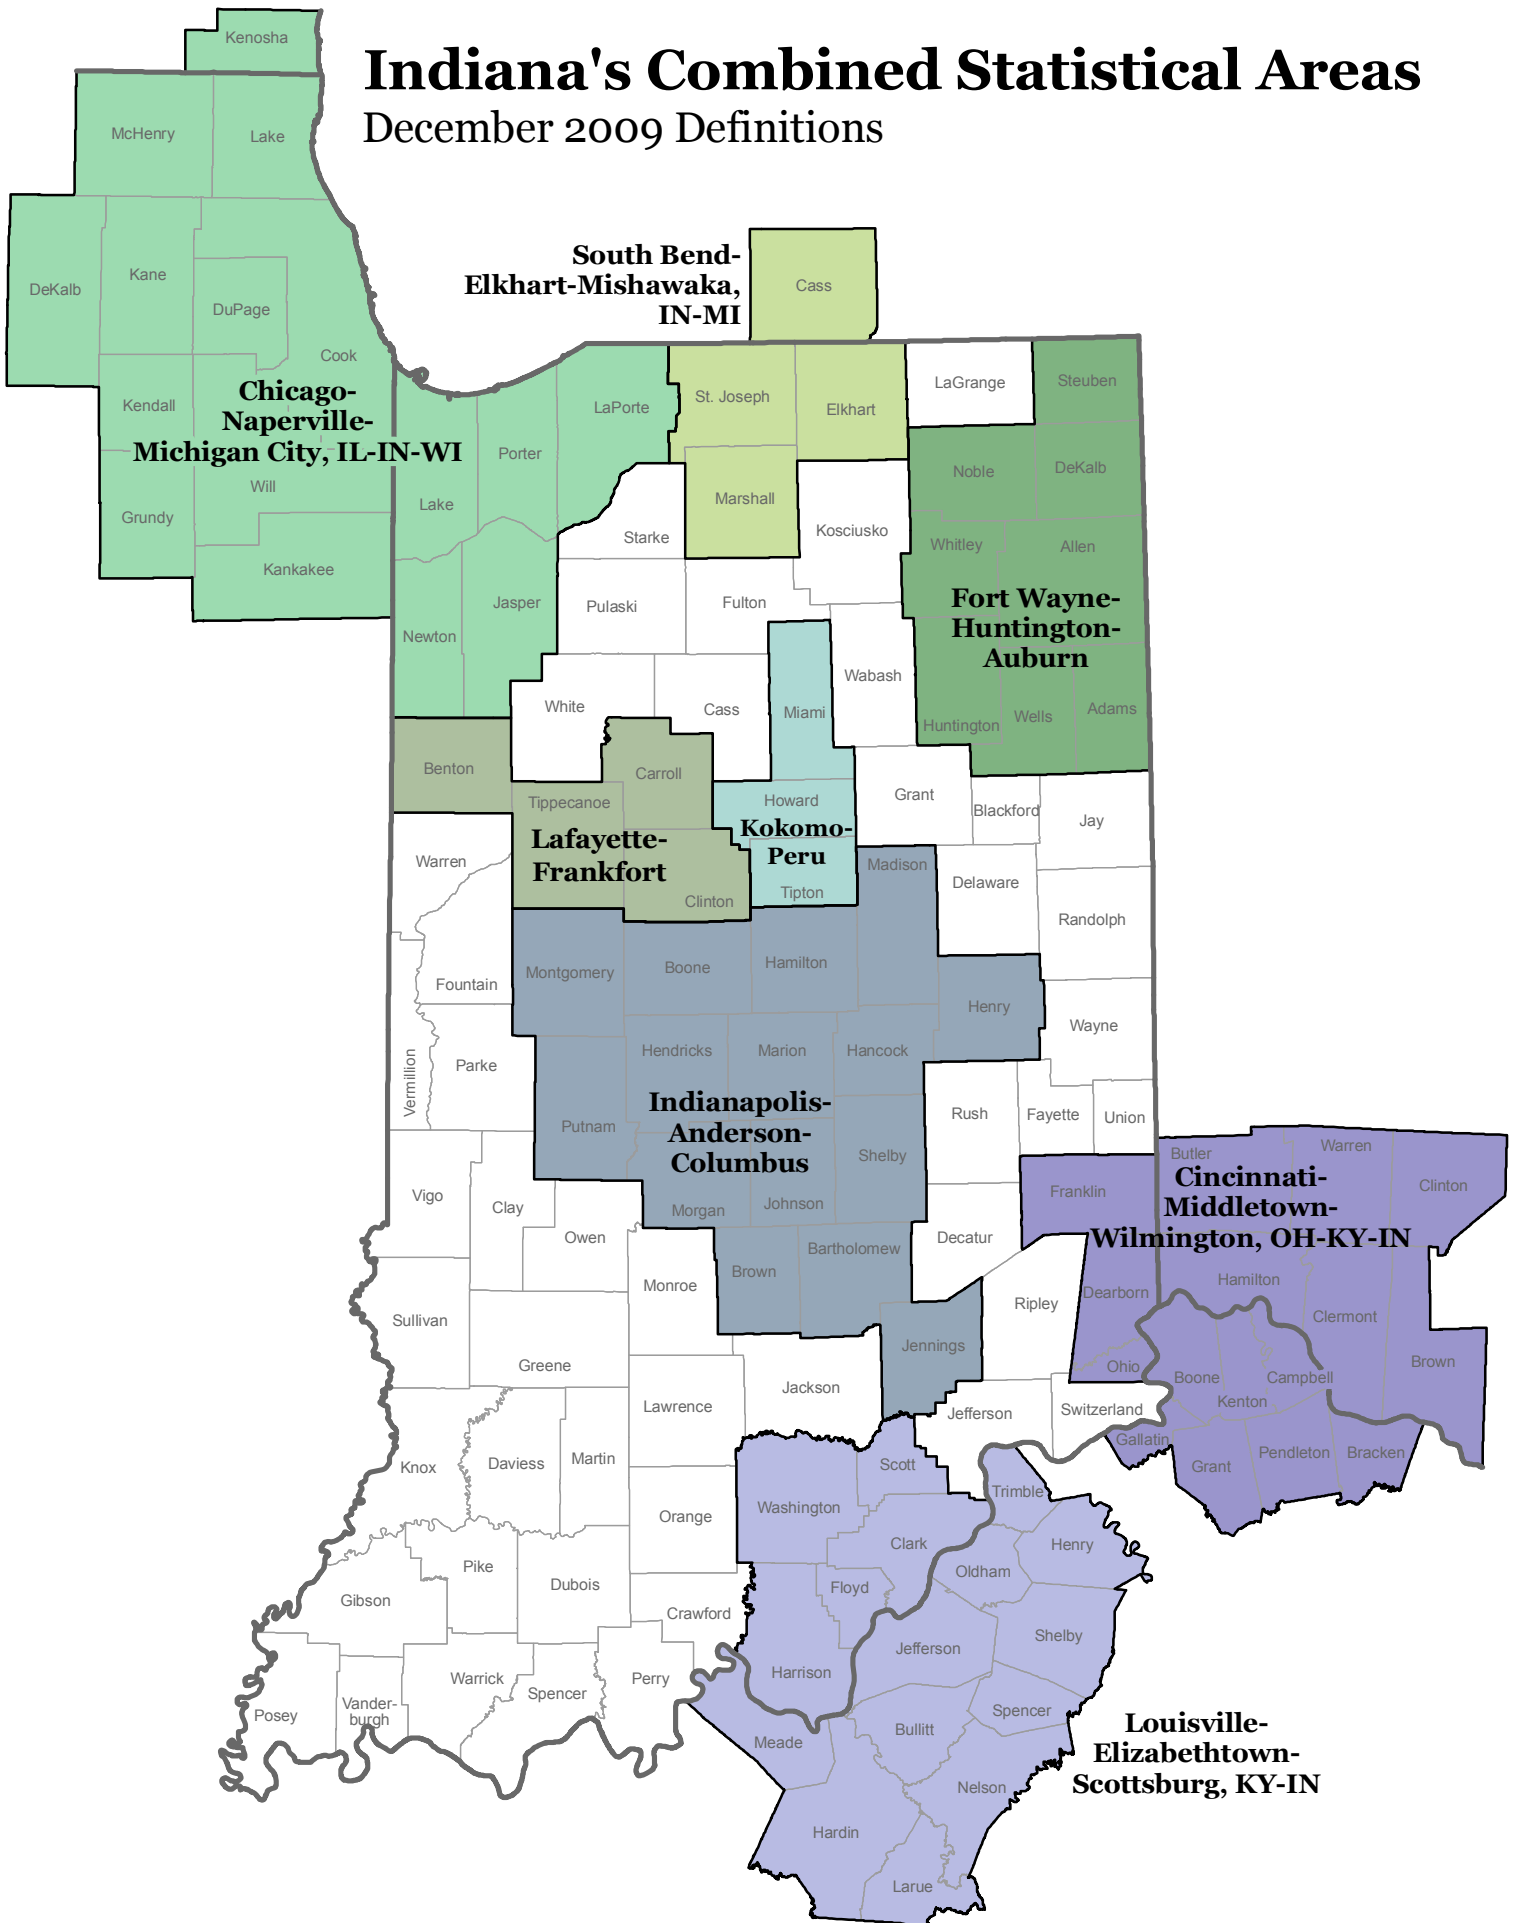 Indiana's Combined Statistical Areas
December 2009 Definitions
Kenosha
McHenry
Lake
DeKalb
Kane
DuPage
Cook
Kendall
Chicago-
Naperville-
Michigan City, IL-IN-WI
Will
Grundy
Kankakee
South Bend-
Elkhart-Mishawaka,
IN-MI
Cass
LaPorte
Porter
Lake
Newton
Jasper
St. Joseph
Elkhart
Marshall
LaGrange
Steuben
Noble
DeKalb
Whitley
Allen
Fort Wayne-
Huntington-
Auburn
Huntington
Wells
Adams
Starke
Kosciusko
Pulaski
Fulton
Wabash
White
Cass
Miami
Benton
Carroll
Tippecanoe
Lafayette-
Frankfort
Clinton
Howard
Kokomo-
Peru
Tipton
Grant
Blackford
Jay
Warren
Madison
Delaware
Randolph
Fountain
Montgomery
Boone
Hamilton
Henry
Wayne
Vermillion
Parke
Hendricks
Marion
Hancock
Putnam
Indianapolis-
Anderson-
Columbus
Shelby
Morgan
Johnson
Rush
Fayette
Union
Vigo
Clay
Owen
Monroe
Brown
Bartholomew
Decatur
Franklin
Butler
Warren
Clinton
Cincinnati-
Middletown-
Wilmington, OH-KY-IN
Hamilton
Dearborn
Ripley
Clermont
Brown
Sullivan
Greene
Jennings
Ohio
Boone
Campbell
Kenton
Jackson
Lawrence
Jefferson
Switzerland
Gallatin
Grant
Pendleton
Bracken
Knox
Daviess
Martin
Scott
Trimble
Washington
Orange
Clark
Henry
Oldham
Pike
Dubois
Gibson
Floyd
Crawford
Shelby
Jefferson
Harrison
Perry
Warrick
Spencer
Posey
Vander-
burgh
Spencer
Bullitt
Meade
Louisville-
Elizabethtown-
Scottsburg, KY-IN
Nelson
Hardin
Larue